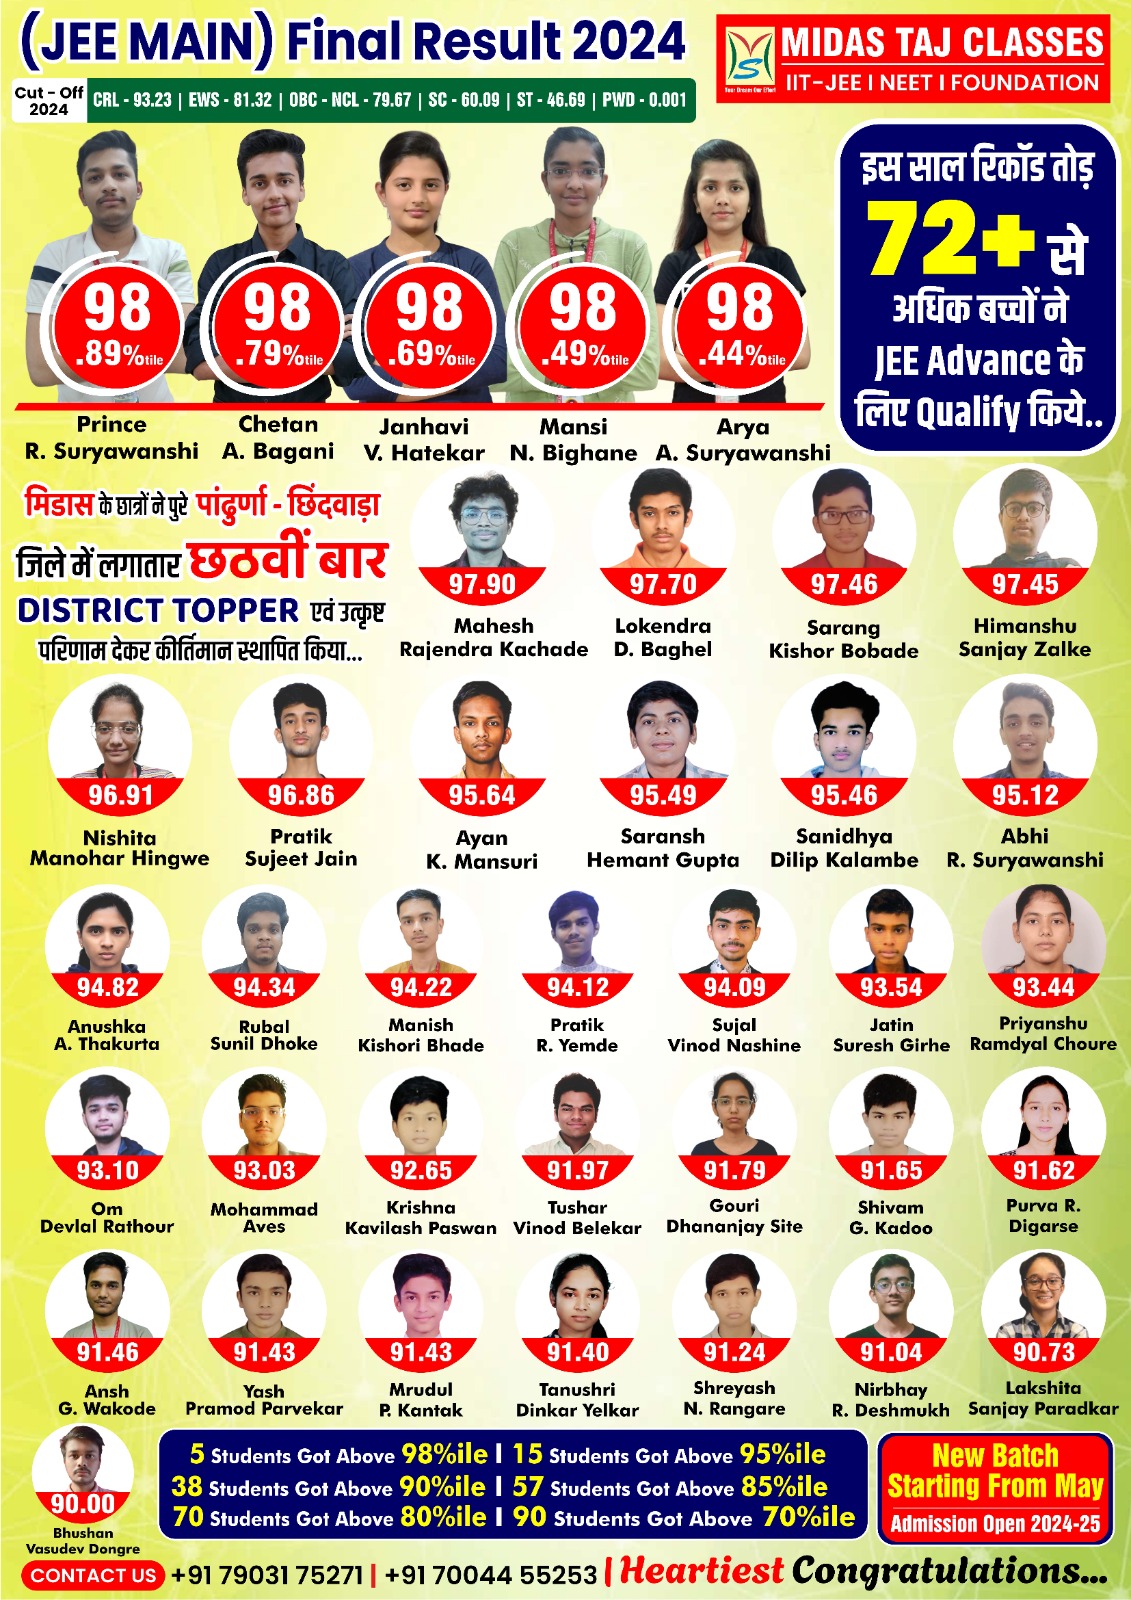 (JEE MAIN) Final Result 2024
Cut - Off
2024
CRL - 93.23 | EWS - 81.32 | OBC - NCL - 79.67 | SC - 60.09 | ST - 46.69 | PWD - 0.001
MIDAS TAJ CLASSES
IIT-JEE I NEET I FOUNDATION
Your Dream Our Effort
इस साल रिकॉड तोड़
72+ से
अधिक बच्चों ने
JEE Advance के
लिए Qualify किये..
98
.89%tile
98
.79%tile
98
.69%tile
98
.49%tile
98
.44%tile
Prince
R. Suryawanshi
Chetan
A. Bagani
Janhavi
V. Hatekar
Mansi
N. Bighane
Arya
A. Suryawanshi
मिडास के छात्रों ने पुरे पांढुर्णा - छिंदवाड़ा
जिले में लगातार छठवीं बार
DISTRICT TOPPER एवं उत्कृष्ट
परिणाम देकर कीर्तिमान स्थापित किया...
97.90
Mahesh
Rajendra Kachade
97.70
Lokendra
D. Baghel
97.46
Sarang
Kishor Bobade
97.45
Himanshu
Sanjay Zalke
96.91
Nishita
Manohar Hingwe
96.86
Pratik
Sujeet Jain
95.64
Ayan
K. Mansuri
95.49
Saransh
Hemant Gupta
95.46
Sanidhya
Dilip Kalambe
95.12
Abhi
R. Suryawanshi
94.82
Anushka
A. Thakurta
94.34
Rubal
Sunil Dhoke
94.22
Manish
Kishori Bhade
94.12
Pratik
R. Yemde
94.09
Sujal
Vinod Nashine
93.54
Jatin
Suresh Girhe
93.44
Priyanshu
Ramdyal Choure
93.10
Om
Devlal Rathour
93.03
Mohammad
Aves
92.65
Krishna
Kavilash Paswan
91.97
Tushar
Vinod Belekar
91.79
Gouri
Dhananjay Site
91.65
Shivam
G. Kadoo
91.62
Purva R.
Digarse
91.46
Ansh
G. Wakode
91.43
Yash
Pramod Parvekar
91.43
Mrudul
P. Kantak
91.40
Tanushri
Dinkar Yelkar
91.24
Shreyash
N. Rangare
91.04
Nirbhay
R. Deshmukh
90.73
Lakshita
Sanjay Paradkar
90.00
Bhushan
Vasudev Dongre
5 Students Got Above 98%ile I 15 Students Got Above 95%ile
38 Students Got Above 90%ile I 57 Students Got Above 85%ile
70 Students Got Above 80%ile I 90 Students Got Above 70%ile
New Batch
Starting From May
Admission Open 2024-25
CONTACT US +91 79031 75271 | +91 70044 55253 | Heartiest Congratulations...